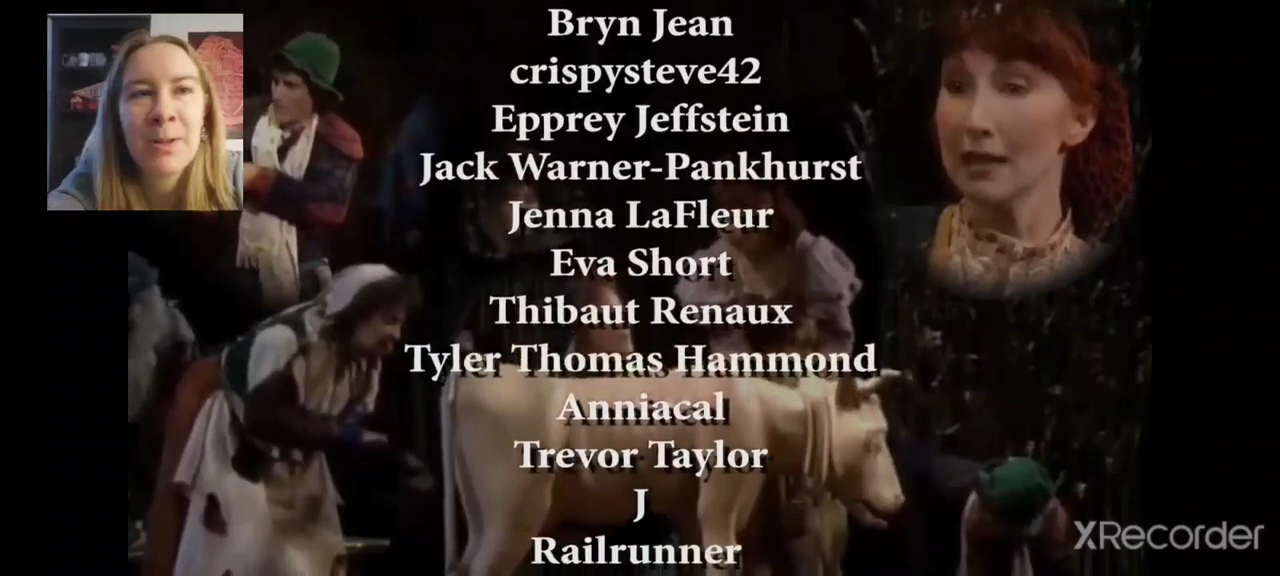 Bryn Jean
crispysteve42
Epprey Jeffstein
Jack Warner-Pankhurst
Jenna LaFleur
Eva Short
Thibaut Renaux
Tyler Thomas Hammond
Anniacal
Trevor Taylor
J
Railrunner
XRecorder